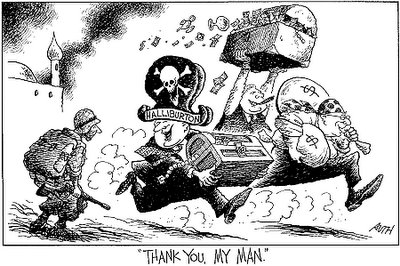 HALLIBURTON
$
$
AUTH
"THANK YOU, MY MAN."